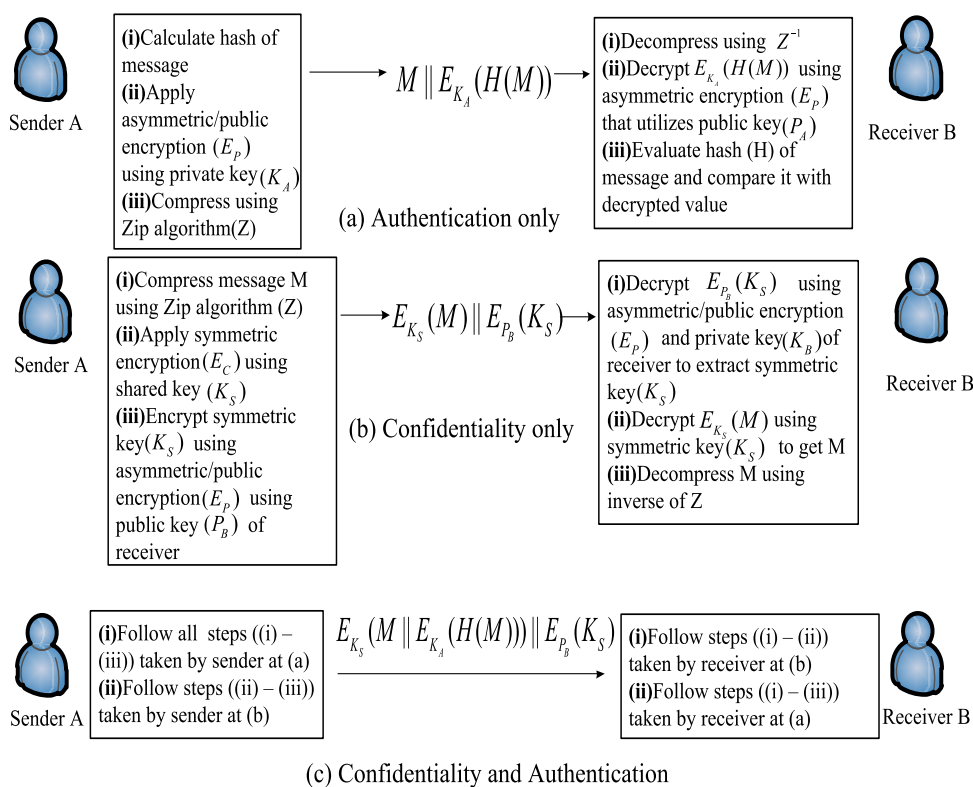 Sender A
(i)Calculate hash of
message
(ii)Apply
asymmetric/public
encryption (E_P)
using private key(K_A)
(iii)Compress using
Zip algorithm(Z)
M || E_{K_A}(H(M))
(a) Authentication only
(i)Decompress using Z^{-1}
(ii)Decrypt E_{K_A}(H(M)) using
asymmetric encryption (E_P)
that utilizes public key(P_A)
(iii)Evaluate hash (H) of
message and compare it with
decrypted value
Receiver B
Sender A
(i)Compress message M
using Zip algorithm (Z)
(ii)Apply symmetric
encryption(E_C) using
shared key (K_S)
(iii)Encrypt symmetric
key(K_S) using
asymmetric/public
encryption(E_P) using
public key (P_B) of
receiver
E_{K_S}(M) || E_{P_B}(K_S)
(b) Confidentiality only
(i)Decrypt E_{P_B}(K_S) using
asymmetric/public encryption
(E_P) and private key(K_B)of
receiver to extract symmetric
key(K_S)
(ii)Decrypt E_{K_S}(M) using
symmetric key(K_S) to get M
(iii)Decompress M using
inverse of Z
Receiver B
Sender A
(i)Follow all steps ((i) –
(iii)) taken by sender at (a)
(ii)Follow steps ((ii) – (iii))
taken by sender at (b)
E_{K_S}(M || E_{K_A}(H(M))) || E_{P_B}(K_S)
(i)Follow steps ((i) – (ii))
taken by receiver at (b)
(ii)Follow steps ((i) – (iii))
taken by receiver at (a)
Receiver B
(c) Confidentiality and Authentication